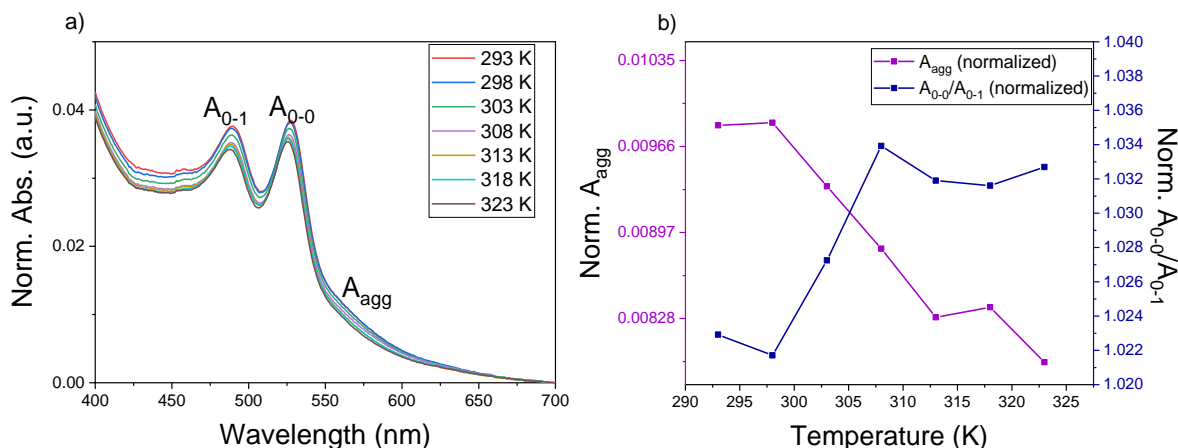 a)
Norm. Abs. (a.u.)
0.04
0.02
0.00
A0-1
A0-0
Aagg
293 K
298 K
303 K
308 K
313 K
318 K
323 K
400 450 500 550 600 650 700
Wavelength (nm)
b)
Norm. Aagg
0.01035
0.00966
0.00897
0.00828
Aagg (normalized)
A0-0/A0-1 (normalized)
1.040
1.038
1.036
1.034
1.032
1.030
1.028
1.026
1.024
1.022
1.020
Norm. A0-0/A0-1
290 295 300 305 310 315 320 325
Temperature (K)